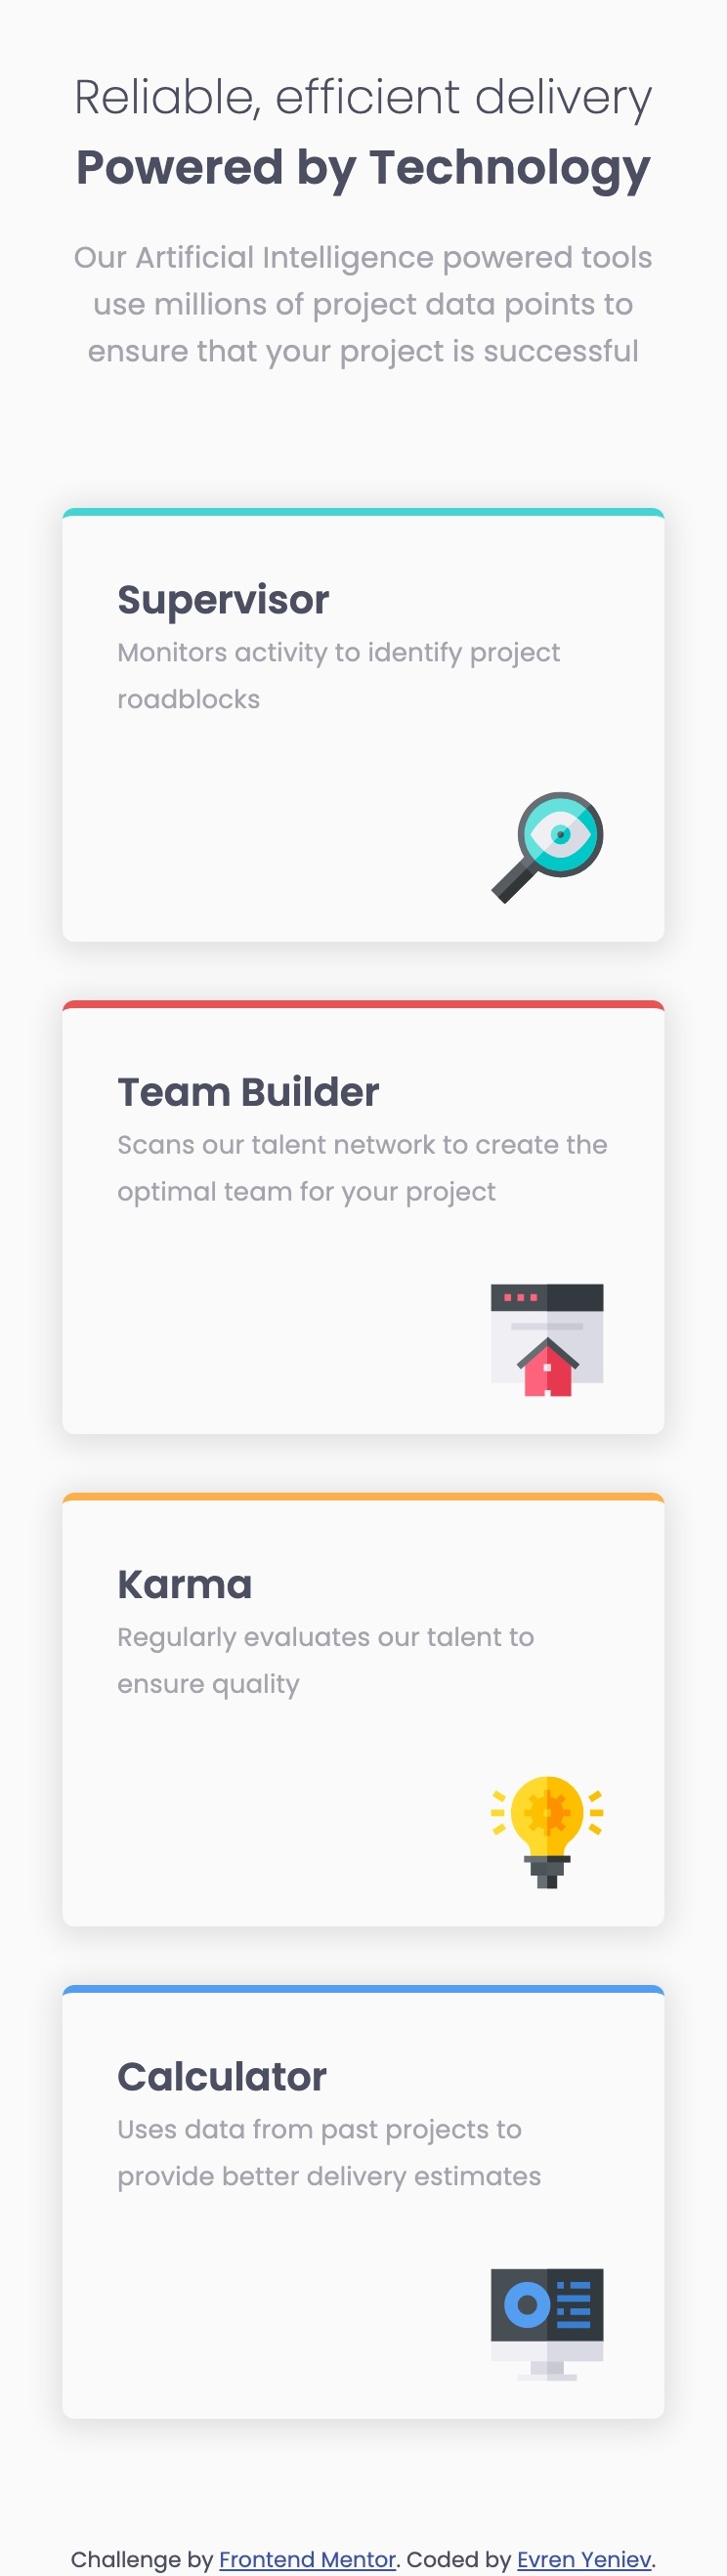 Reliable, efficient delivery
Powered by Technology
Our Artificial Intelligence powered tools
use millions of project data points to
ensure that your project is successful
Supervisor
Monitors activity to identify project
roadblocks
Team Builder
Scans our talent network to create the
optimal team for your project
Karma
Regularly evaluates our talent to
ensure quality
Calculator
Uses data from past projects to
provide better delivery estimates
Challenge by Frontend Mentor. Coded by Evren Yeniev.